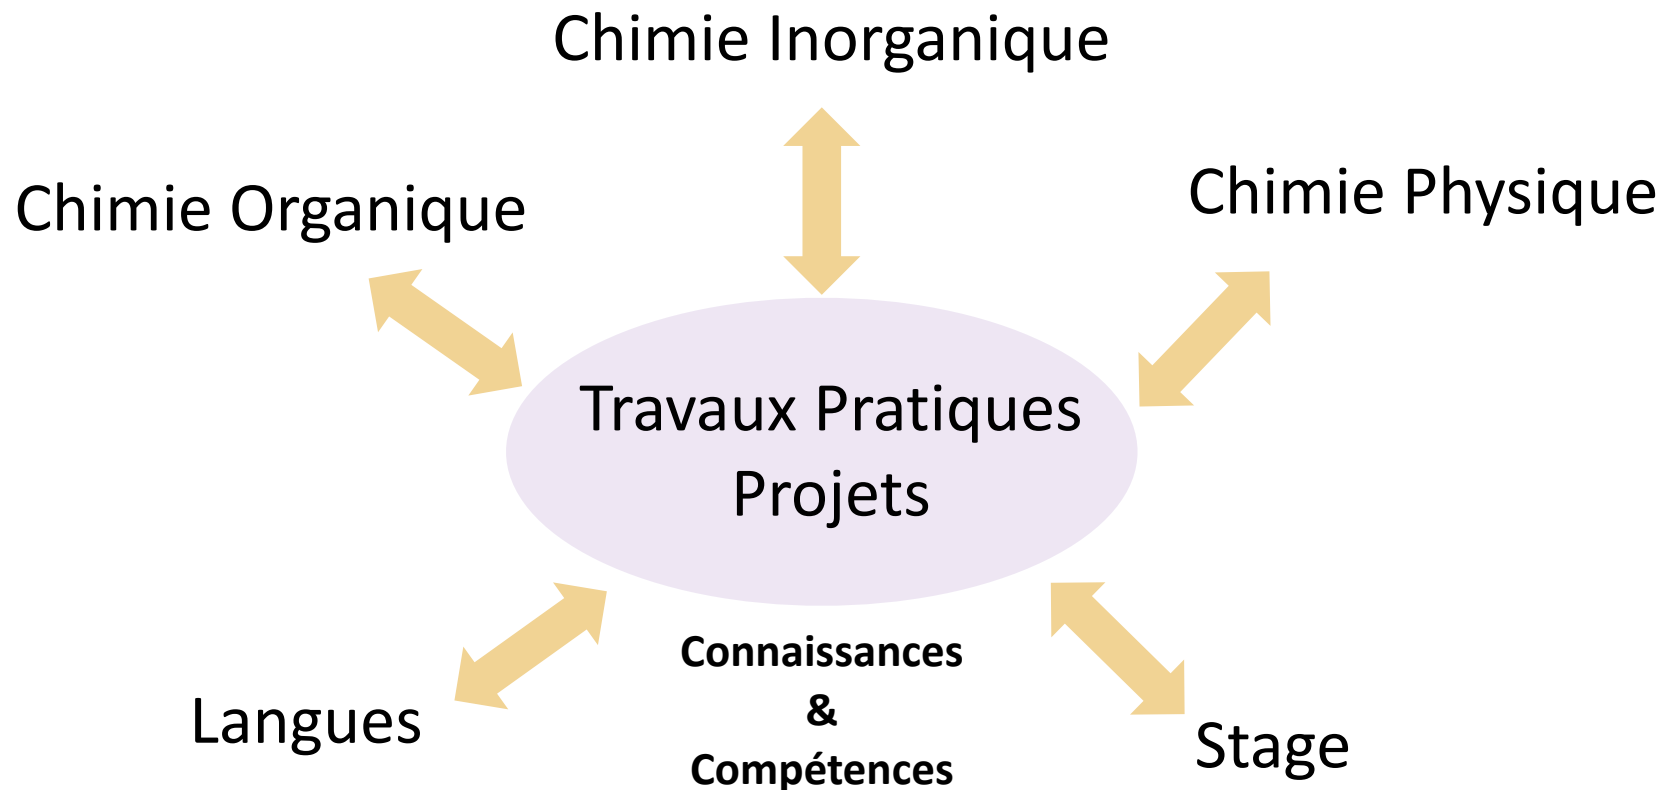 Chimie Inorganique
Chimie Organique
Chimie Physique
Travaux Pratiques
Projets
Langues
Connaissances
&
Compétences
Stage